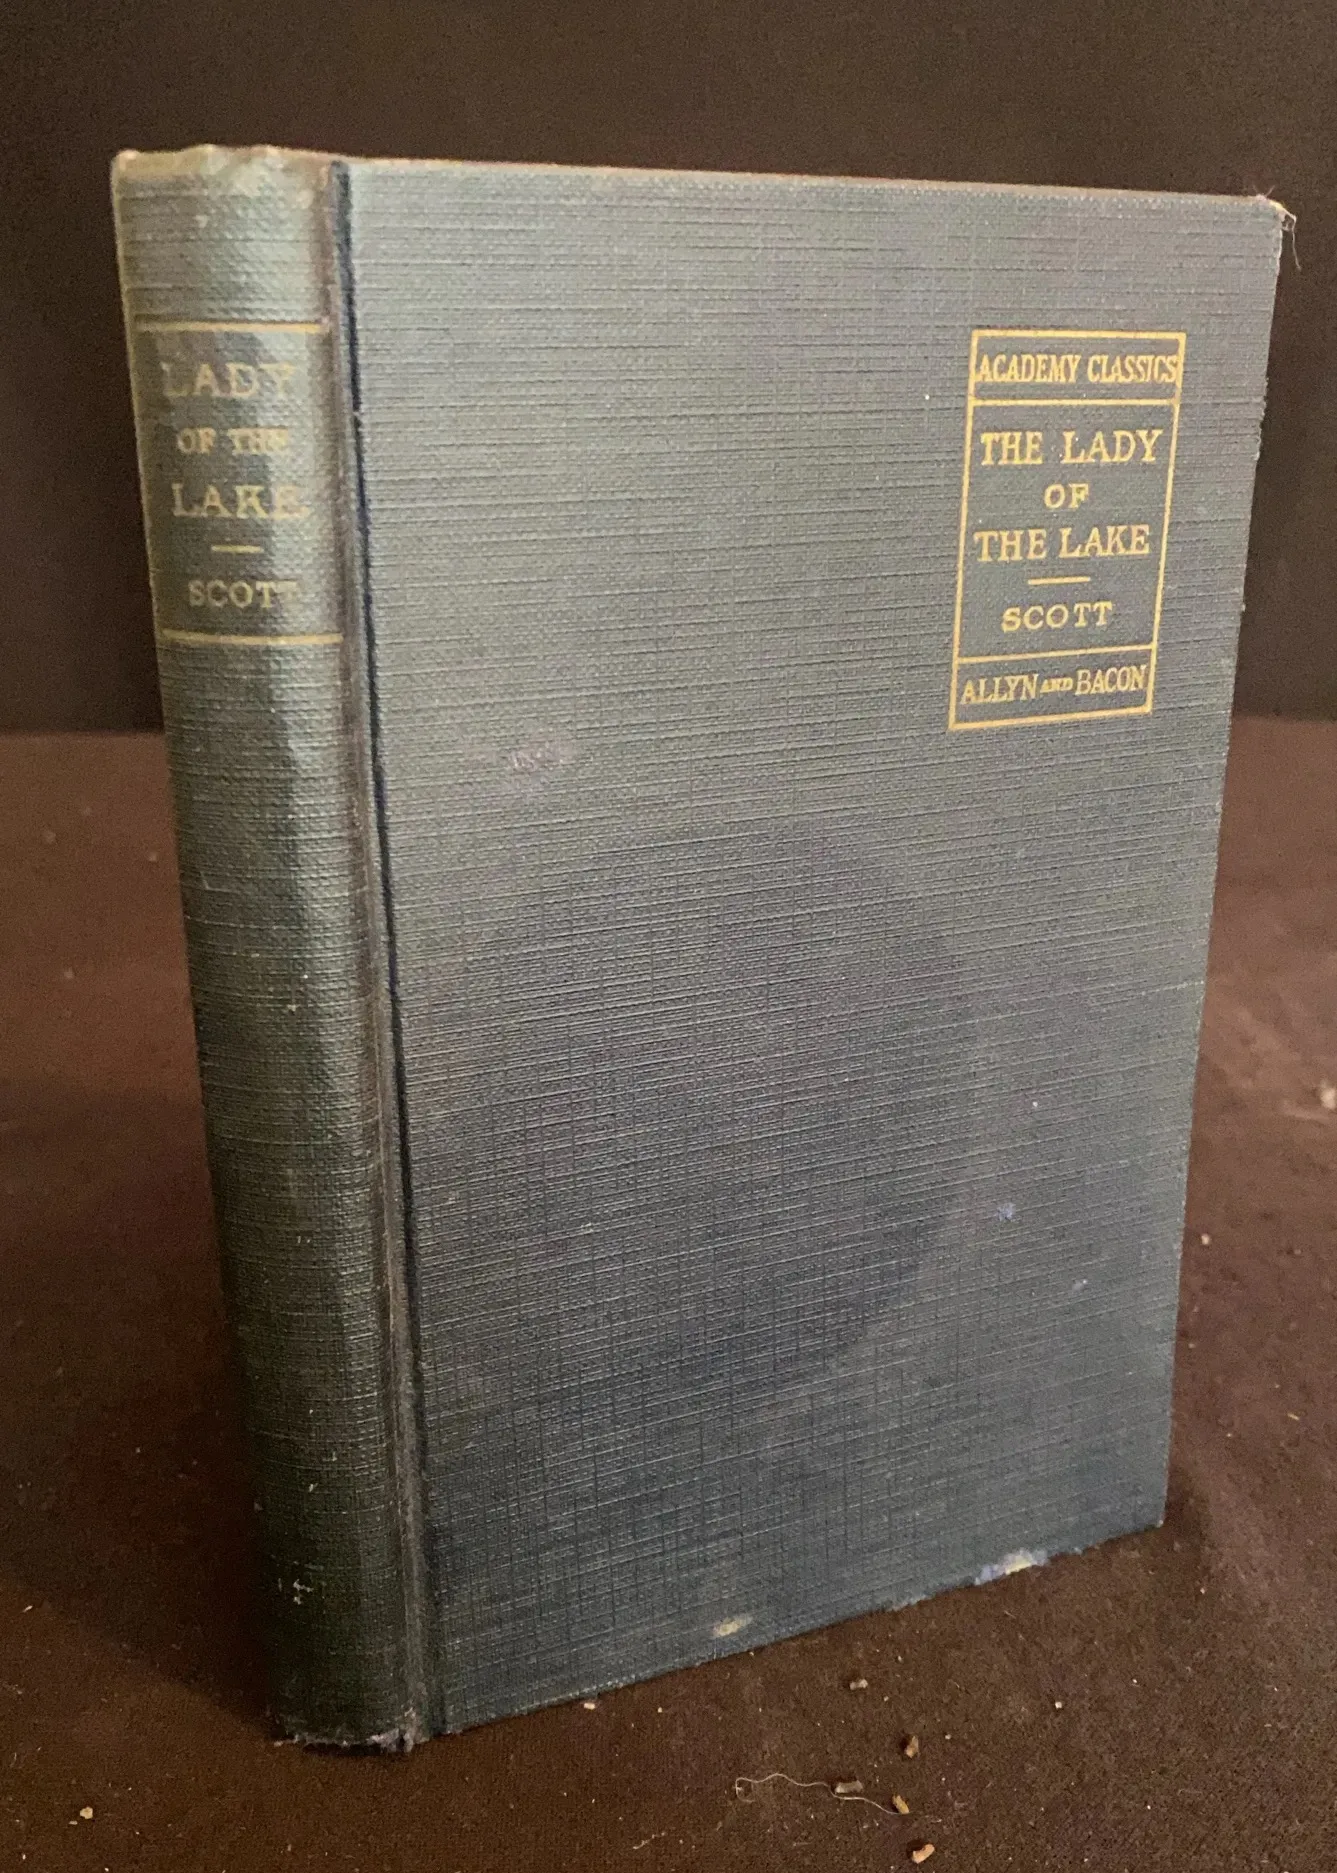 LADY
OF THE
LAKE
SCOTT
ACADEMY CLASSICS
THE LADY
OF
THE LAKE
SCOTT
ALLYN AND BACON